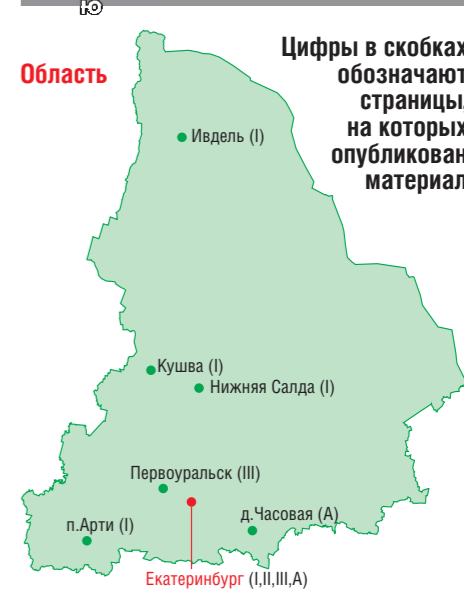 Ю
Область
Цифры в скобках
обозначают
страницы,
на которых
опубликован
материал
Ивдель (I)
Кушва (I)
Нижняя Салда (I)
Первоуральск (III)
п.Арти (I)
д.Часовая (A)
Екатеринбург (I,II,III,A)